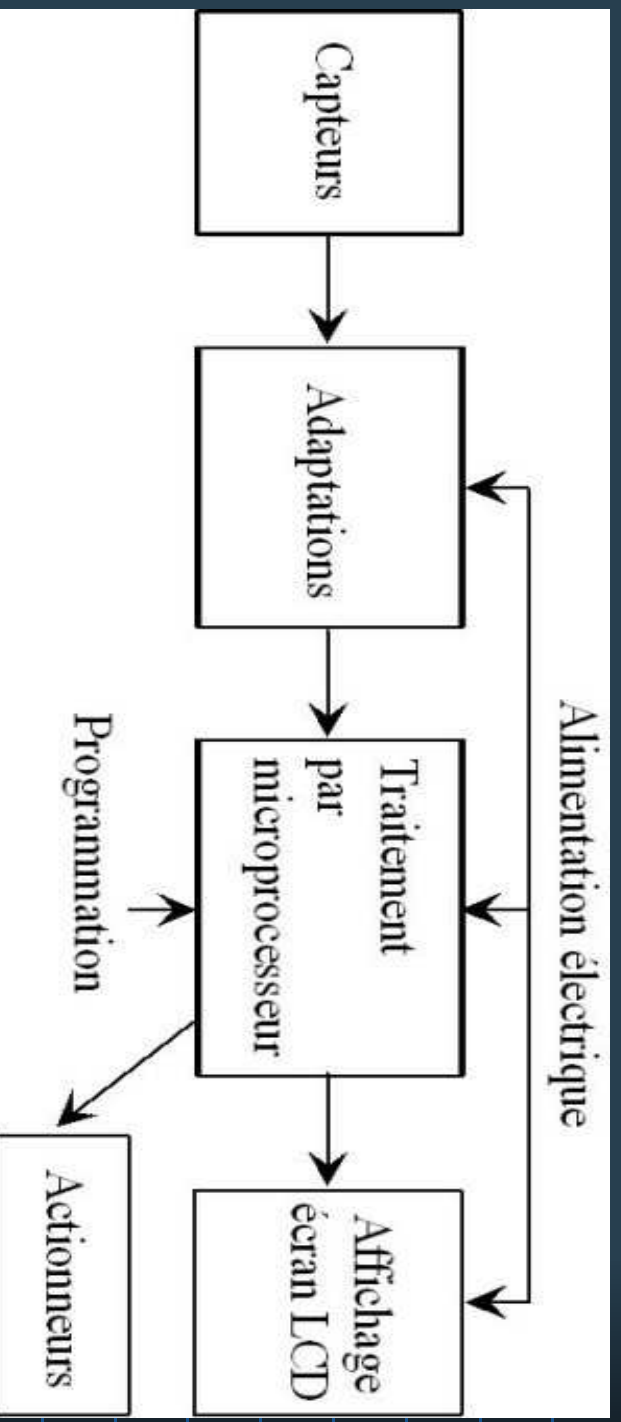 Alimentation électrique
Capteurs
Adaptations
Traitement
par
microprocesseur
Affichage
écran LCD
Programmation
Actionneurs